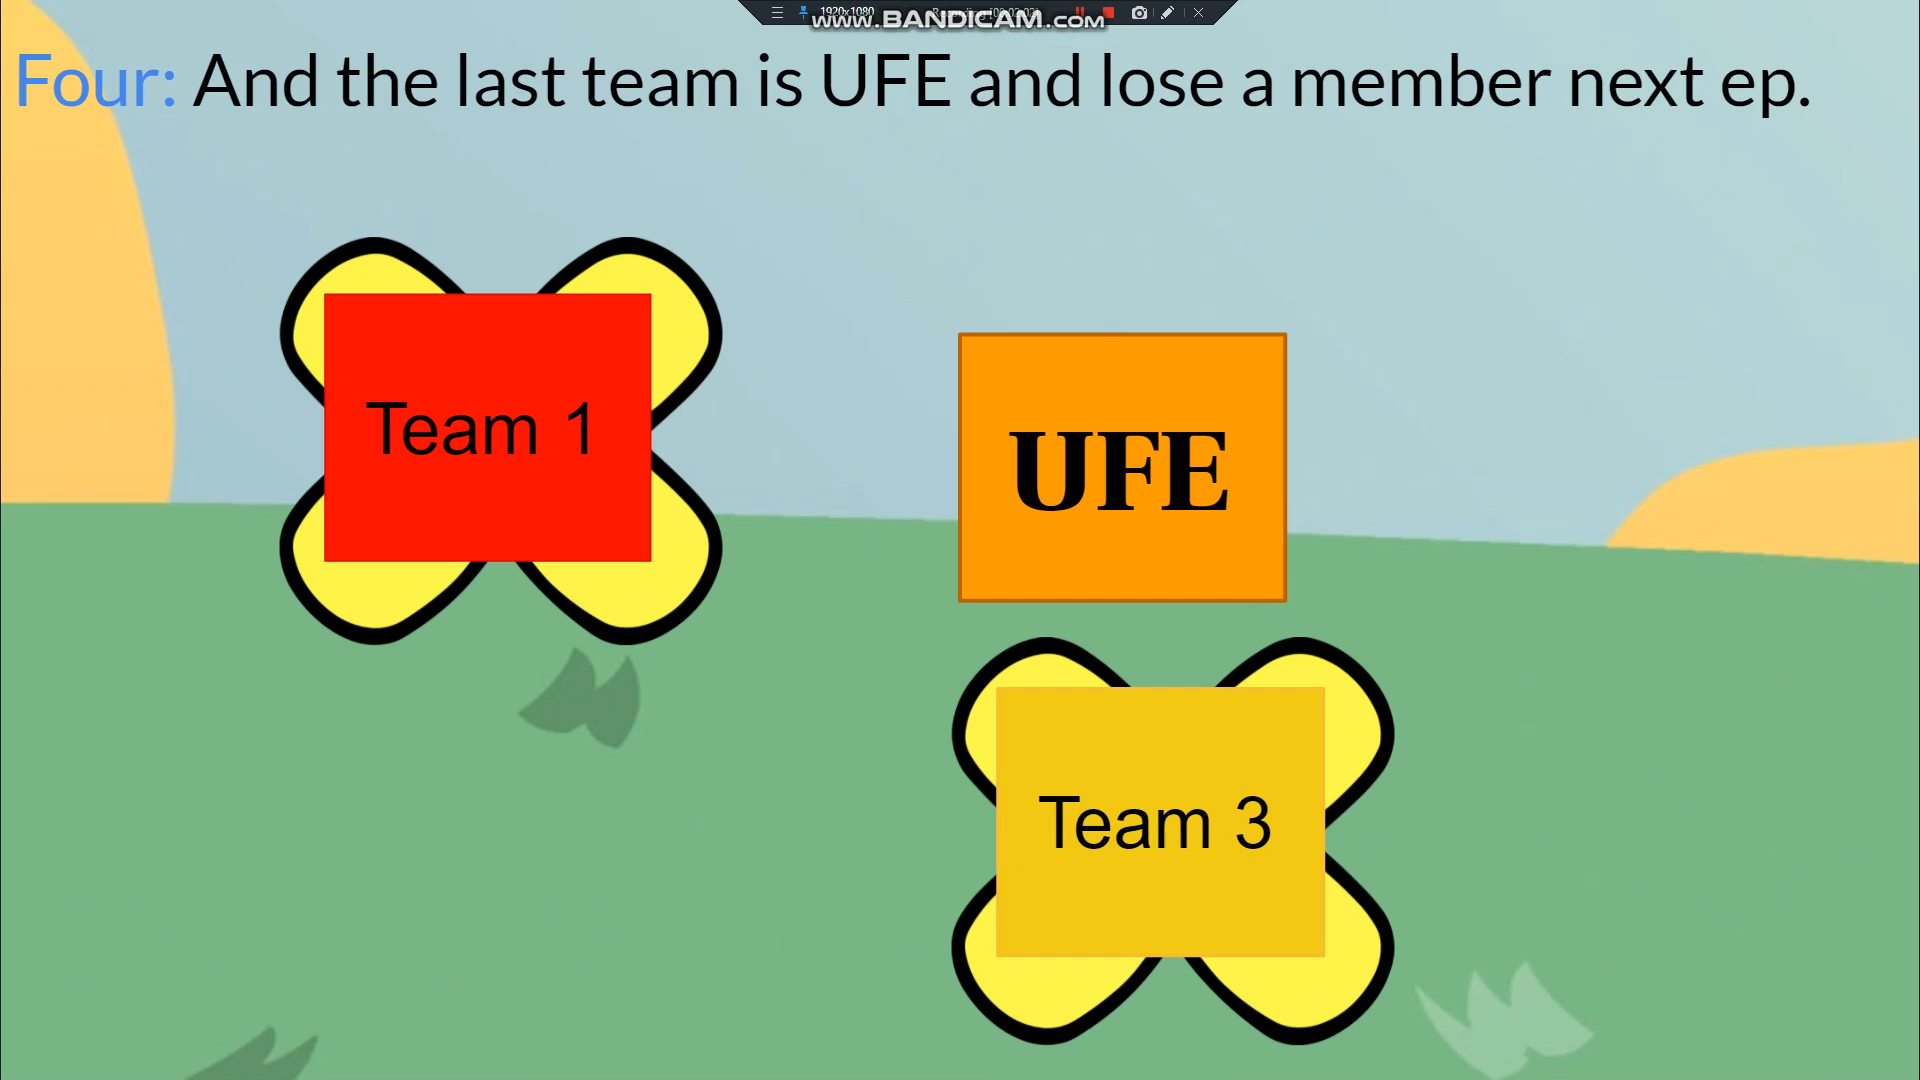 1920x1080
www.BANDICAM.com
Four: And the last team is UFE and lose a member next ep.
Team 1
UFE
Team 3